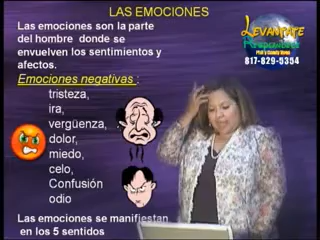 LAS EMOCIONES
Las emociones son la parte
del hombre donde se
envuelven los sentimientos y
afectos.
Emociones negativas :
tristeza,
ira,
vergüenza,
dolor,
miedo,
celo,
Confusión
odio
Las emociones se manifiestan
en los 5 sentidos
LEVANTATE
817-829-5354